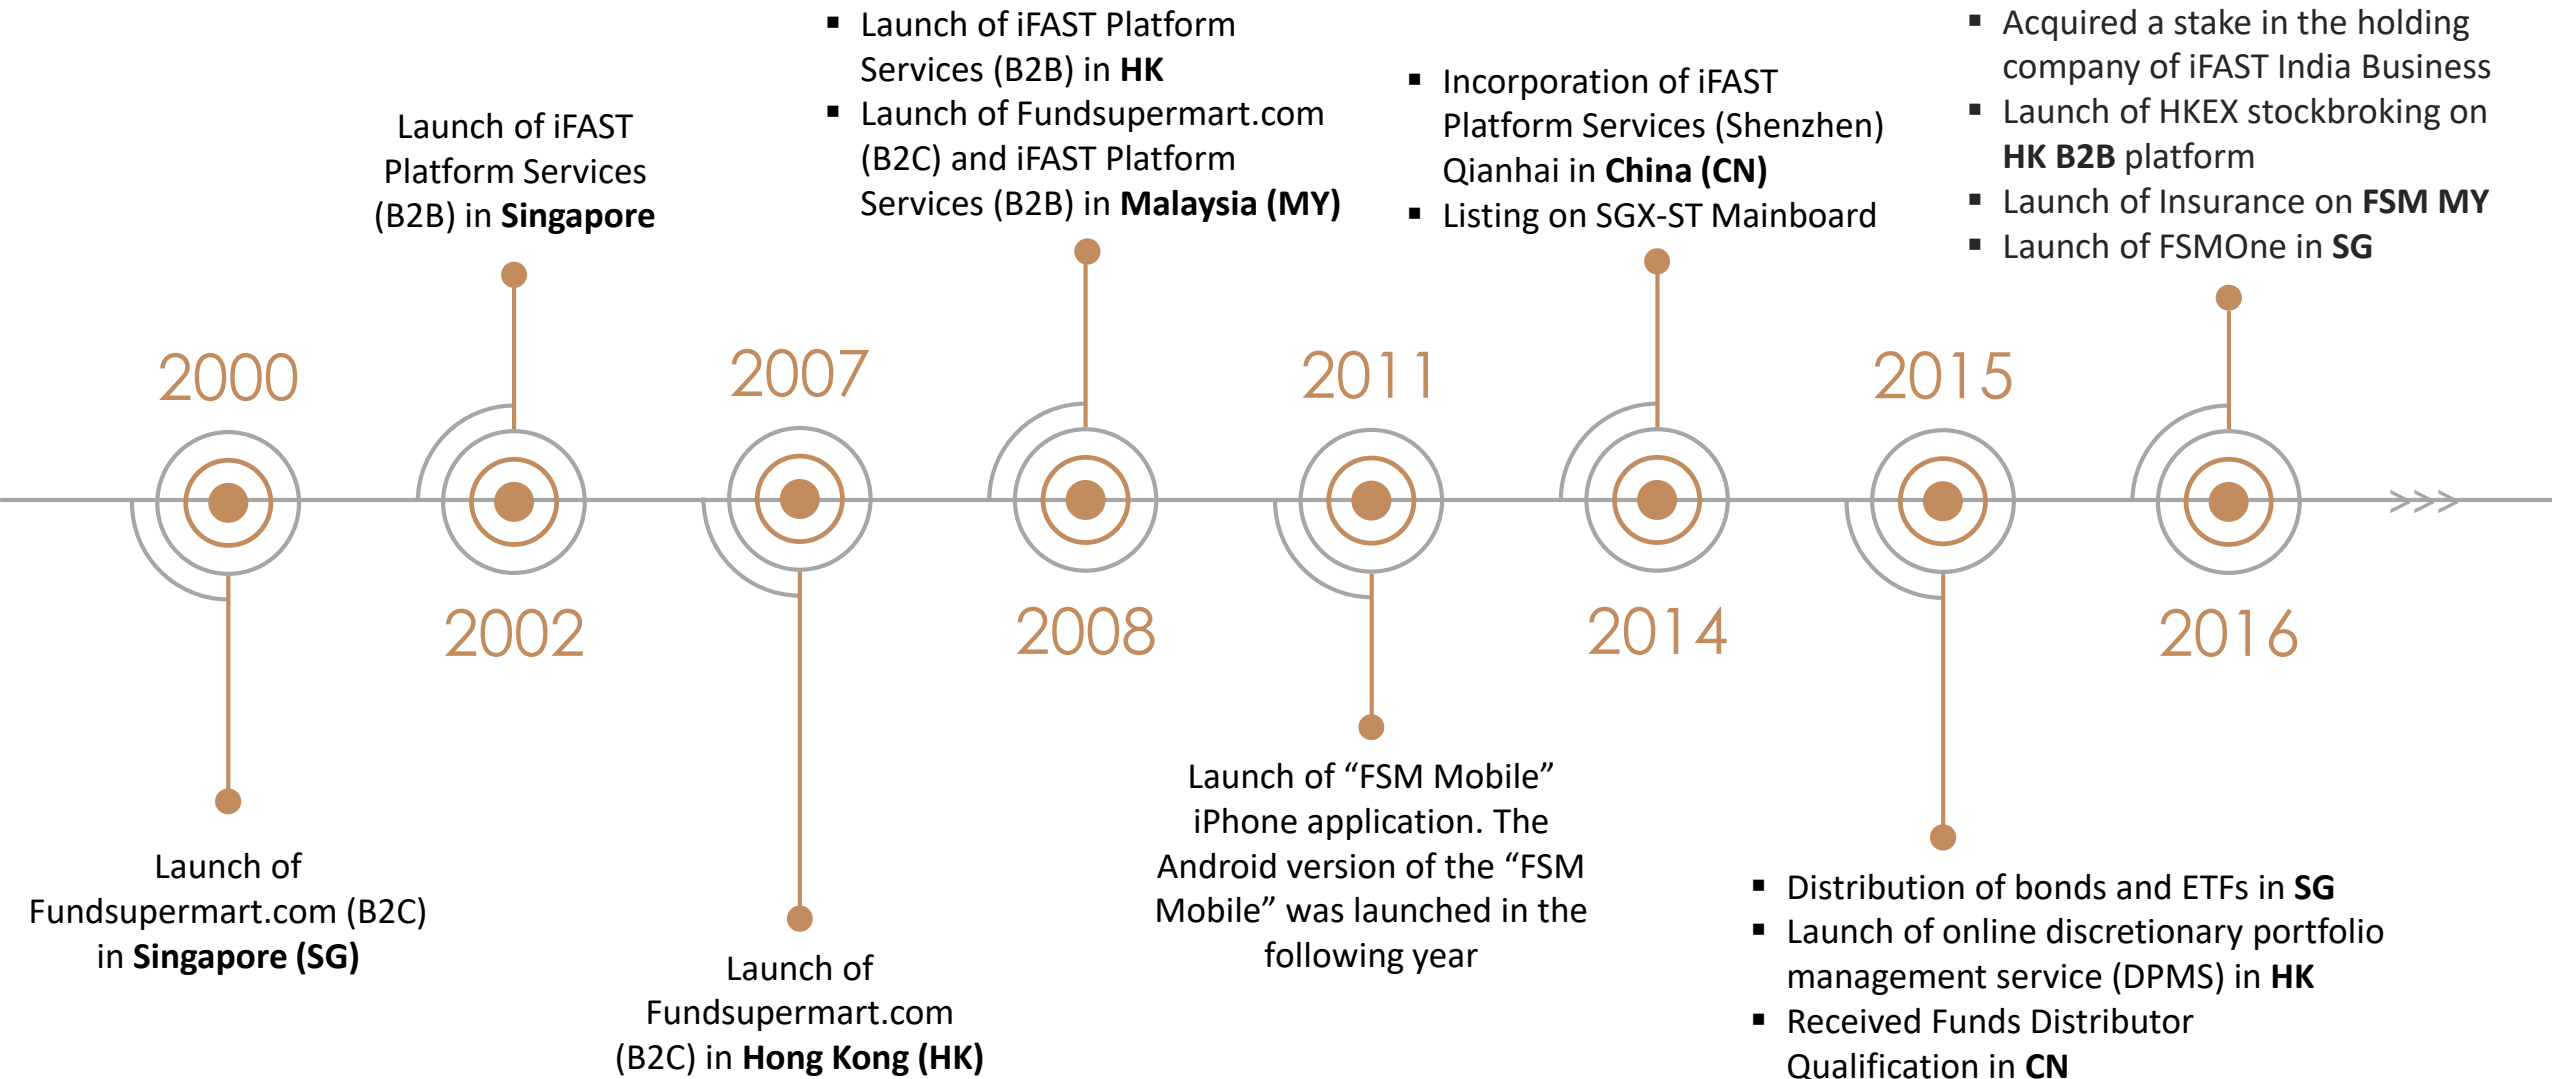 2000
Launch of
Fundsupermart.com (B2C)
in Singapore (SG)
Launch of iFAST
Platform Services
(B2B) in Singapore
2002
2007
Launch of
Fundsupermart.com
(B2C) in Hong Kong (HK)
▪ Launch of iFAST Platform
Services (B2B) in HK
▪ Launch of Fundsupermart.com
(B2C) and iFAST Platform
Services (B2B) in Malaysia (MY)
2008
2011
Launch of “FSM Mobile”
iPhone application. The
Android version of the “FSM
Mobile” was launched in the
following year
▪ Incorporation of iFAST
Platform Services (Shenzhen)
Qianhai in China (CN)
▪ Listing on SGX-ST Mainboard
2014
2015
▪ Distribution of bonds and ETFs in SG
▪ Launch of online discretionary portfolio
management service (DPMS) in HK
▪ Received Funds Distributor
Qualification in CN
▪ Acquired a stake in the holding
company of iFAST India Business
▪ Launch of HKEX stockbroking on
HK B2B platform
▪ Launch of Insurance on FSM MY
▪ Launch of FSMOne in SG
2016